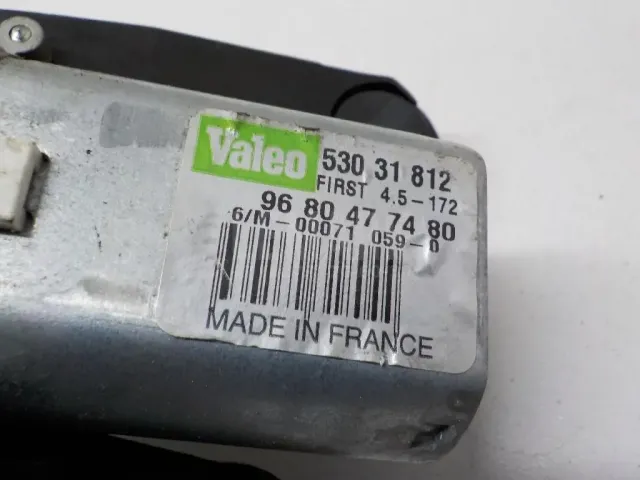 Valeo 530 31 812
FIRST 4.5-172
96 80 47 74 80
6/M-00071 059-0
MADE IN FRANCE